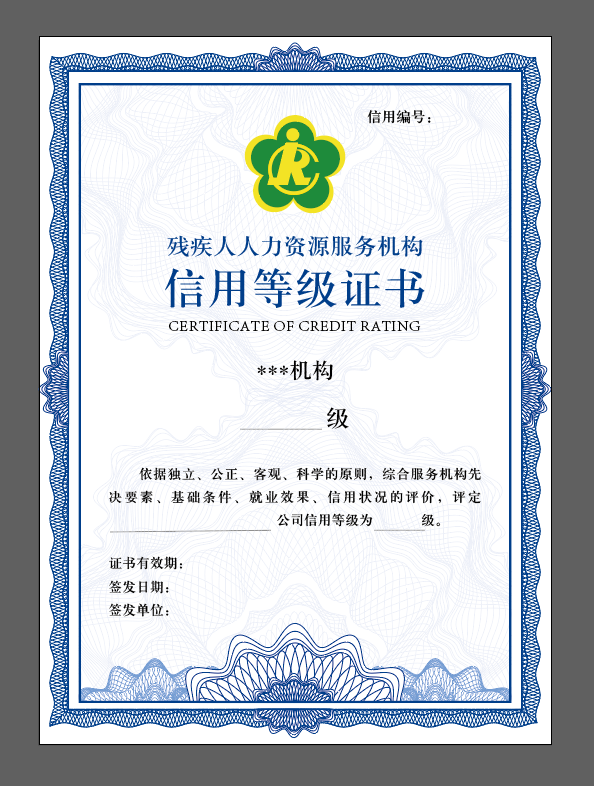 信用编号：
残疾人人力资源服务机构
信用等级证书
CERTIFICATE OF CREDIT RATING
***机构
______ 级
依据独立、公正、客观、科学的原则，综合服务机构先
决要素、基础条件、就业效果、信用状况的评价，评定
____________ 公司信用等级为 ______ 级。
证书有效期：
签发日期：
签发单位：